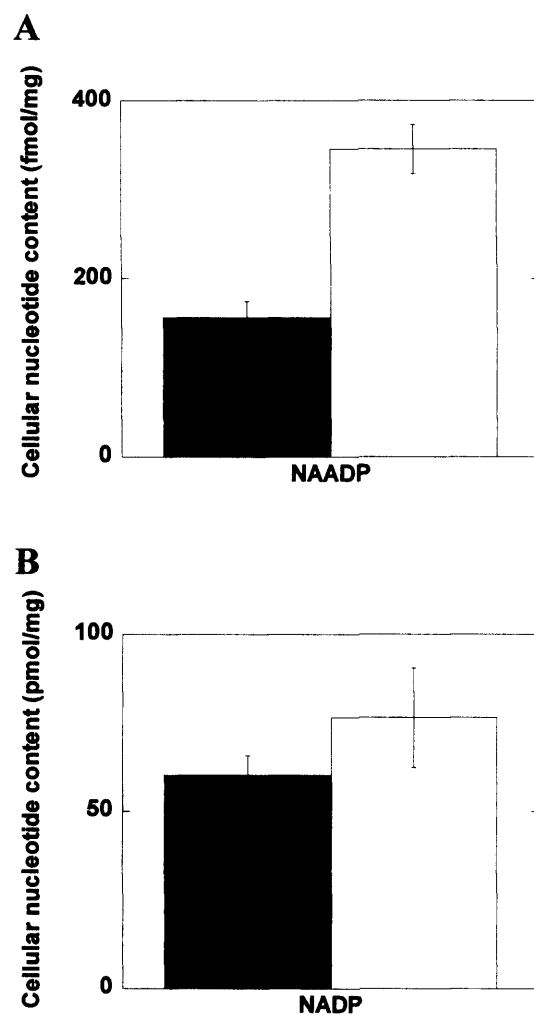 A
Cellular nucleotide content (fmol/mg)
400
200
0
NAADP
B
Cellular nucleotide content (pmol/mg)
100
50
0
NADP